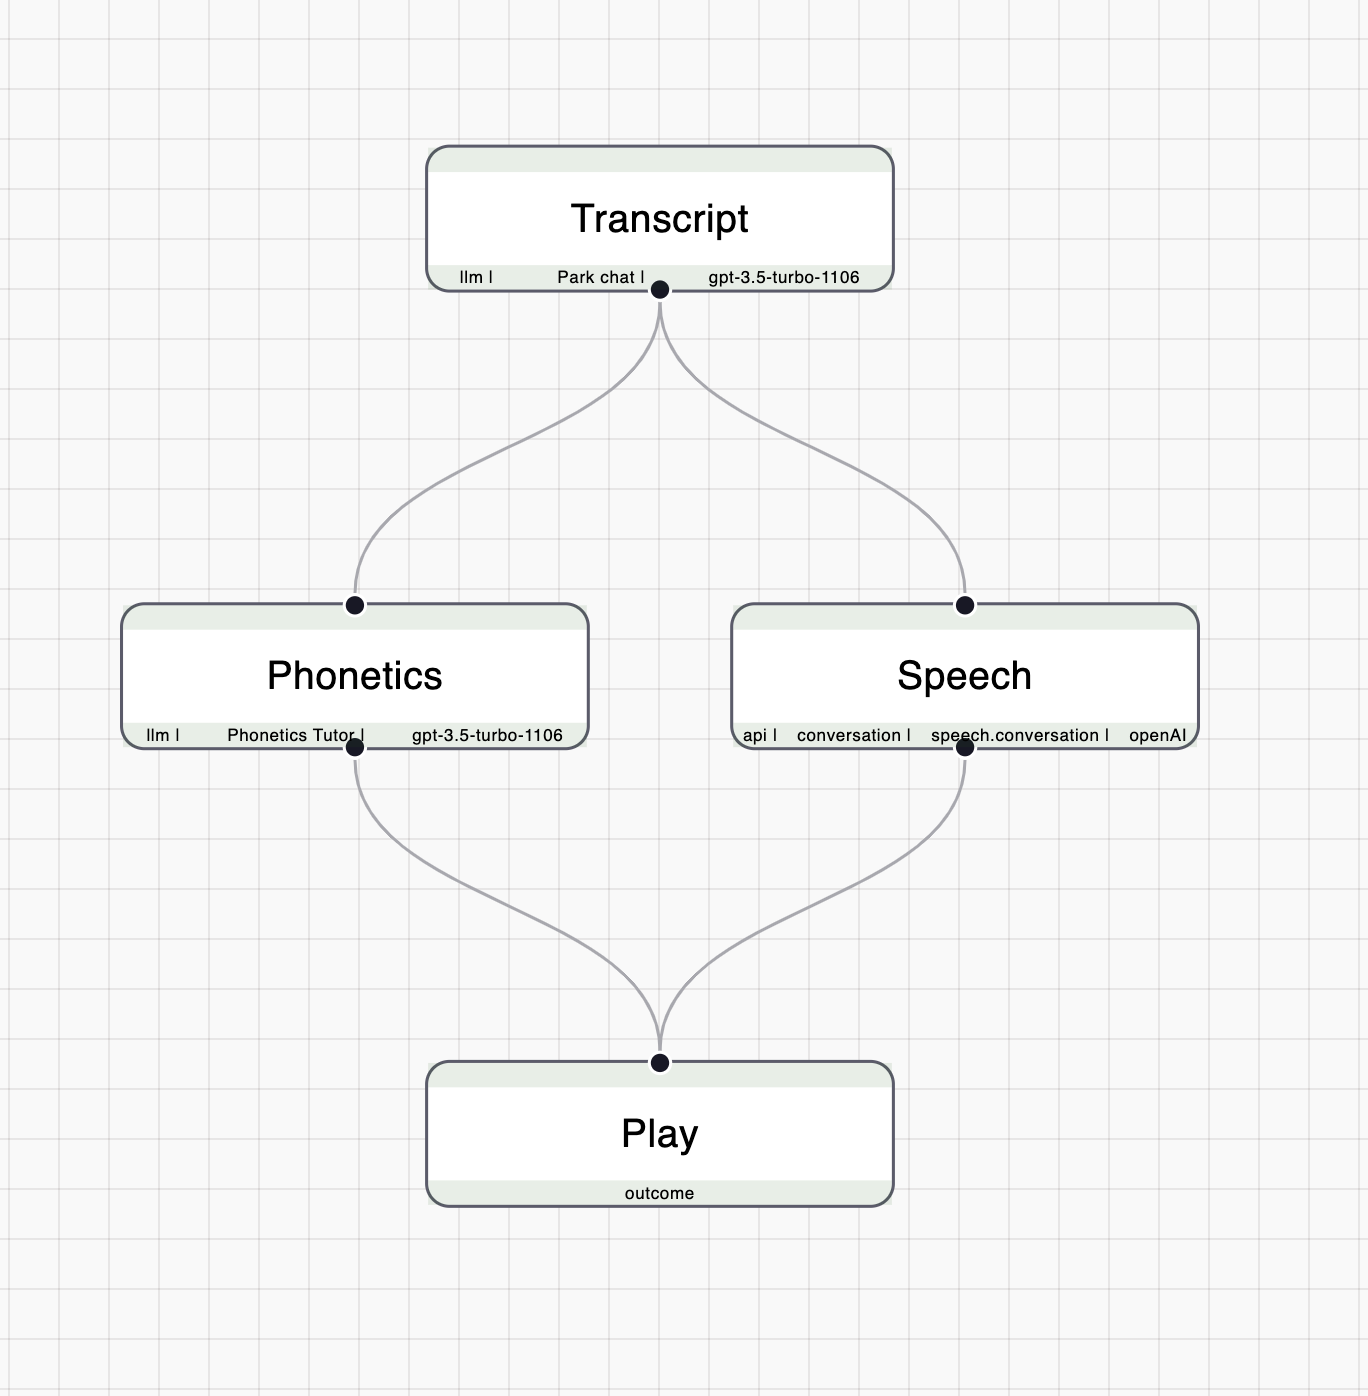 Transcript
llm | Park chat | gpt-3.5-turbo-1106
Phonetics
llm | Phonetics Tutor | gpt-3.5-turbo-1106
Speech
api | conversation | speech.conversation | openAI
Play
outcome